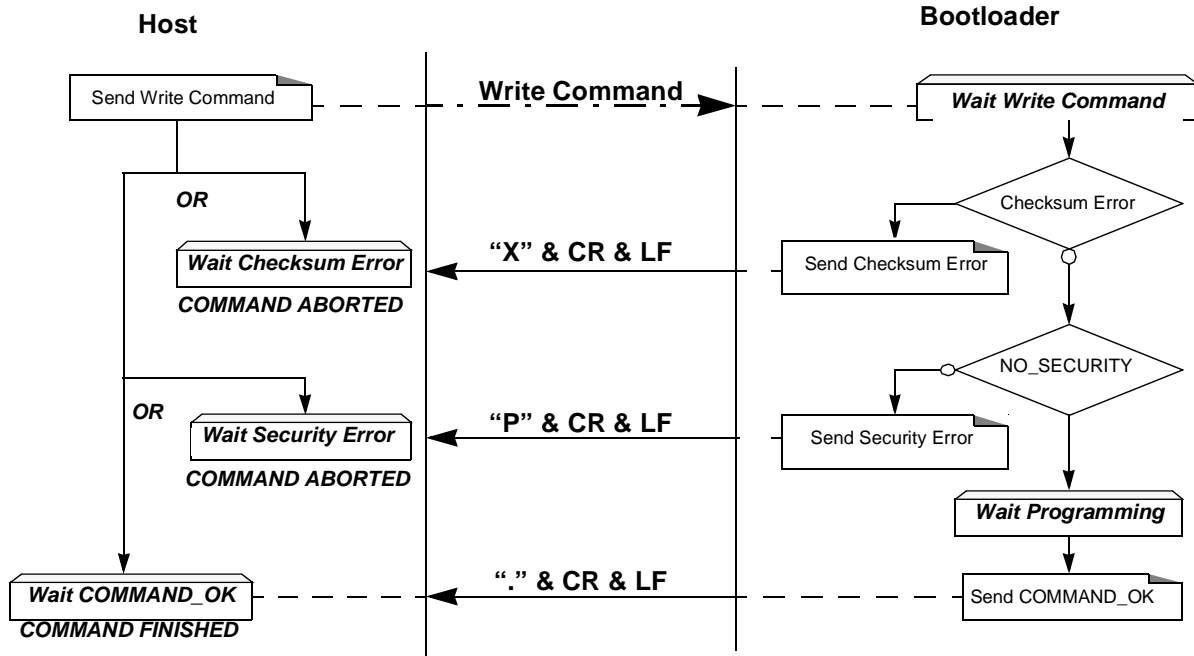 Host
Bootloader
Send Write Command
Write Command
Wait Write Command
OR
Checksum Error
Wait Checksum Error
“X” & CR & LF
Send Checksum Error
COMMAND ABORTED
NO_SECURITY
OR
Wait Security Error
“P” & CR & LF
Send Security Error
COMMAND ABORTED
Wait Programming
Wait COMMAND_OK
“.” & CR & LF
Send COMMAND_OK
COMMAND FINISHED